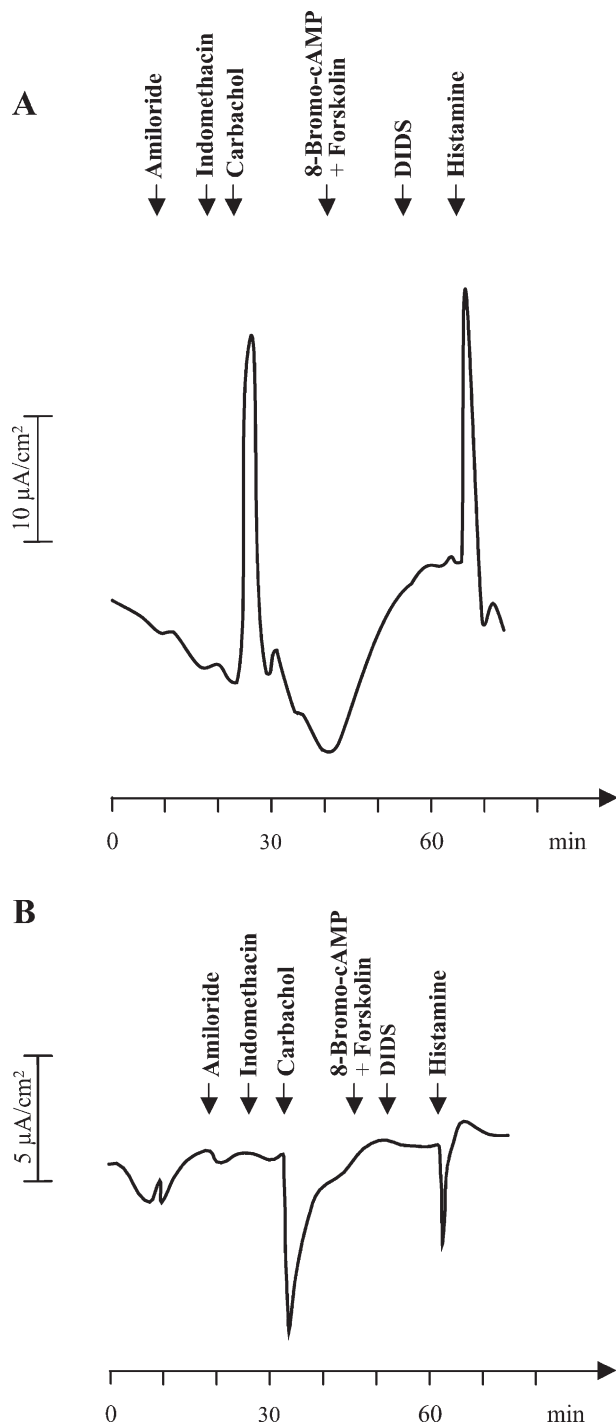 A
Amiloride
Indomethacin
Carbachol
8-Bromo-cAMP
+ Forskolin
DIDS
Histamine
10 µA/cm²
0 30 60 min
B
Amiloride
Indomethacin
Carbachol
8-Bromo-cAMP
+ Forskolin
DIDS
Histamine
5 µA/cm²
0 30 60 min